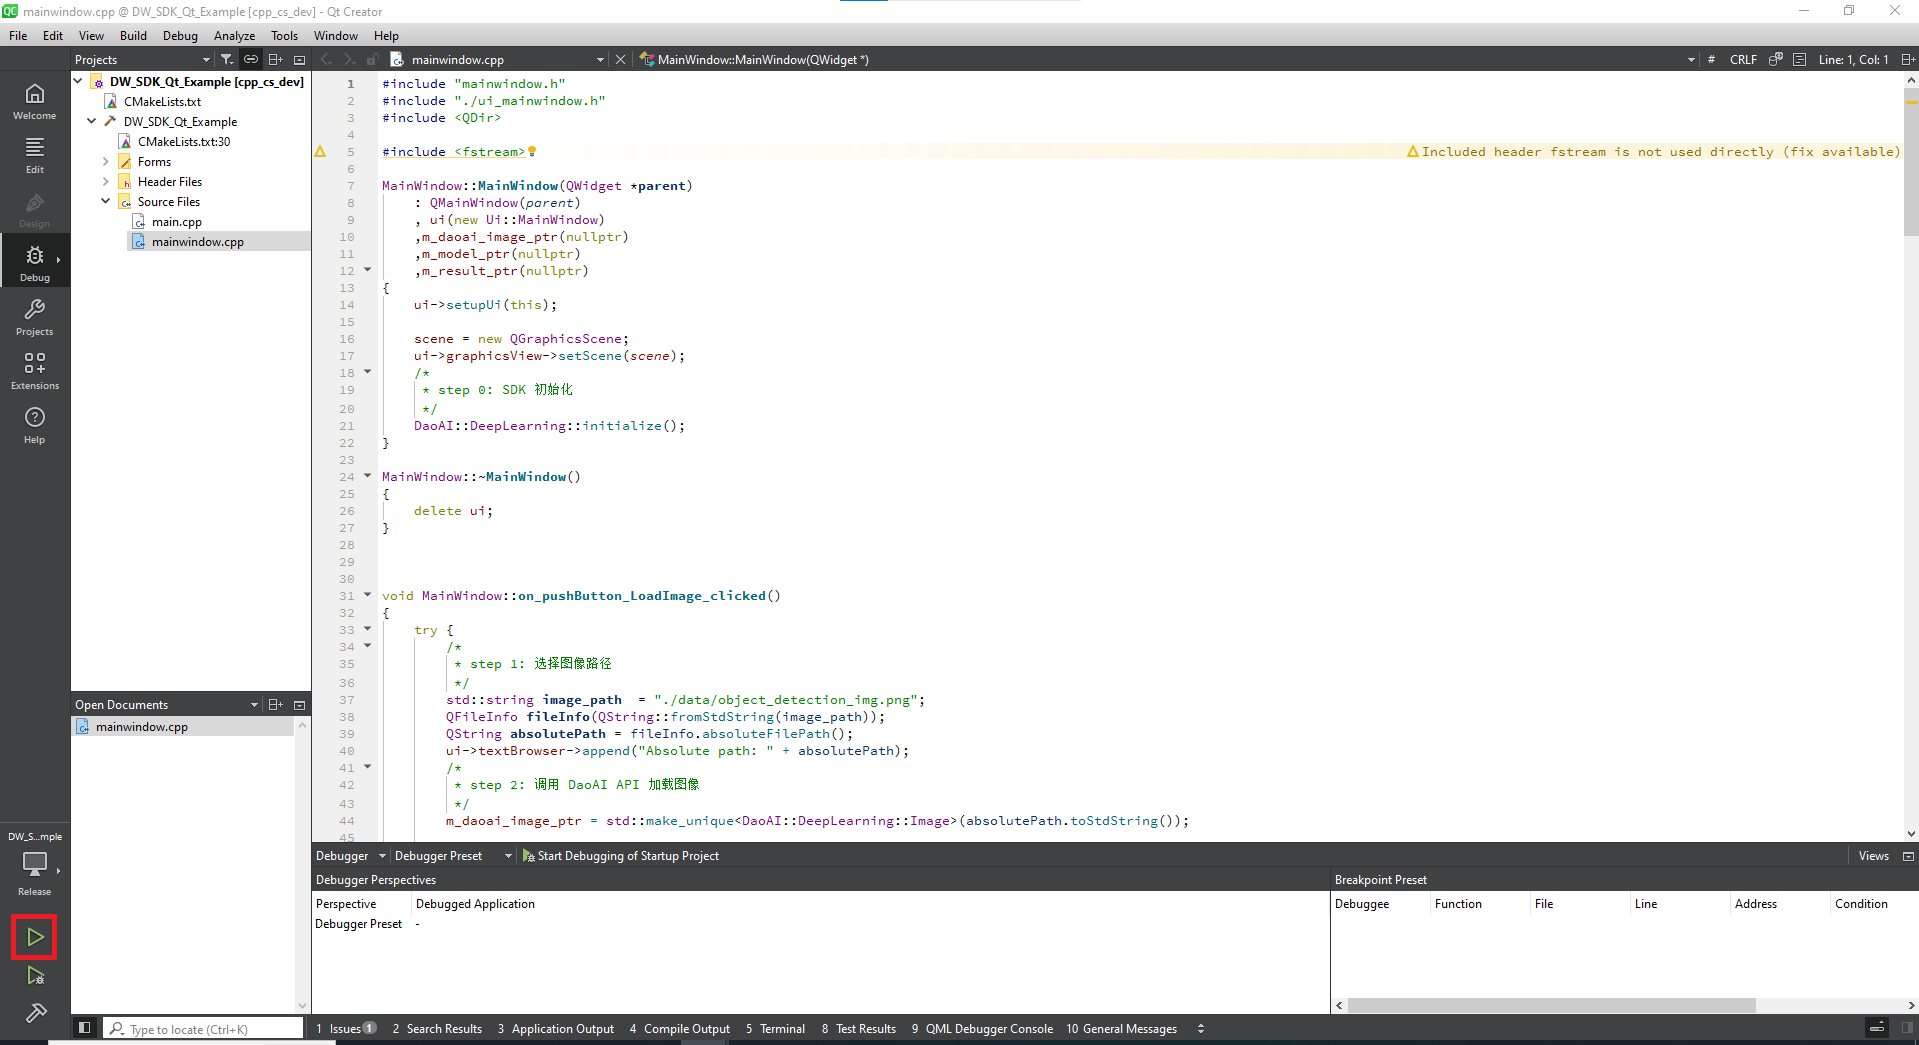 QC mainwindow.cpp @ DW_SDK_Qt_Example [cpp_cs_dev] - Qt Creator
File Edit View Build Debug Analyze Tools Window Help
Projects
mainwindow.cpp
MainWindow::MainWindow(QWidget *)
# CRLF Line: 1, Col: 1
Welcome
Edit
Design
Debug
Projects
Extensions
Help
DW_SDK_Qt_Example [cpp_cs_dev]
CMakeLists.txt
DW_SDK_Qt_Example
CMakeLists.txt:30
Forms
Header Files
Source Files
main.cpp
mainwindow.cpp
1 #include "mainwindow.h"
2 #include "./ui_mainwindow.h"
3 #include <QDir>
4
5 #include <fstream> Included header fstream is not used directly (fix available)
6
7 MainWindow::MainWindow(QWidget *parent)
8 : QMainWindow(parent)
9 , ui(new Ui::MainWindow)
10 ,m_daoai_image_ptr(nullptr)
11 ,m_model_ptr(nullptr)
12 ,m_result_ptr(nullptr)
13 {
14 ui->setupUi(this);
15
16 scene = new QGraphicsScene;
17 ui->graphicsView->setScene(scene);
18 /*
19 * step 0: SDK 初始化
20 */
21 DaoAI::DeepLearning::initialize();
22 }
23
24 MainWindow::~MainWindow()
25 {
26 delete ui;
27 }
28
29
30
31 void MainWindow::on_pushButton_LoadImage_clicked()
32 {
33 try {
34 /*
35 * step 1: 选择图像路径
36 */
37 std::string image_path  = "./data/object_detection_img.png";
38 QFileInfo fileInfo(QString::fromStdString(image_path));
39 QString absolutePath = fileInfo.absoluteFilePath();
40 ui->textBrowser->append("Absolute path: " + absolutePath);
41 /*
42 * step 2: 调用 DaoAI API 加载图像
43 */
44 m_daoai_image_ptr = std::make_unique<DaoAI::DeepLearning::Image>(absolutePath.toStdString());
45
Open Documents
mainwindow.cpp
DW_S...mple
Release
Debugger Debugger Preset Start Debugging of Startup Project Views
Debugger Perspectives
Perspective Debugged Application
Debugger Preset -
Breakpoint Preset
Debuggee Function File Line Address Condition
Type to locate (Ctrl+K)
1 Issues 1 2 Search Results 3 Application Output 4 Compile Output 5 Terminal 8 Test Results 9 QML Debugger Console 10 General Messages